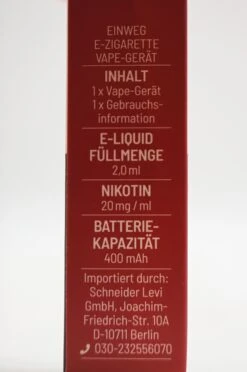 EINWEG
E-ZIGARETTE
VAPE-GERÄT
INHALT
1 x Vape-Gerät
1 x Gebrauchs-
information
E-LIQUID
FÜLLMENGE
2,0 ml
NIKOTIN
20 mg / ml
BATTERIE-
KAPAZITÄT
400 mAh
Importiert durch:
Schneider Levi
GmbH, Joachim-
Friedrich-Str. 10A
D-10711 Berlin
030-232556070